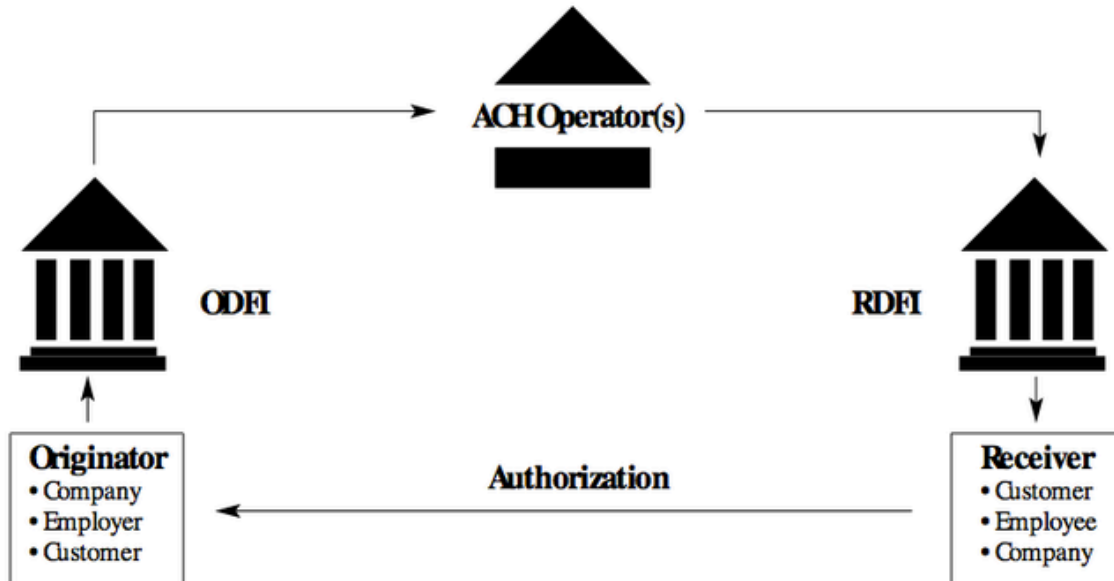 ACH Operator(s)
ODFI
RDFI
Originator
• Company
• Employer
• Customer
Authorization
Receiver
• Customer
• Employee
• Company